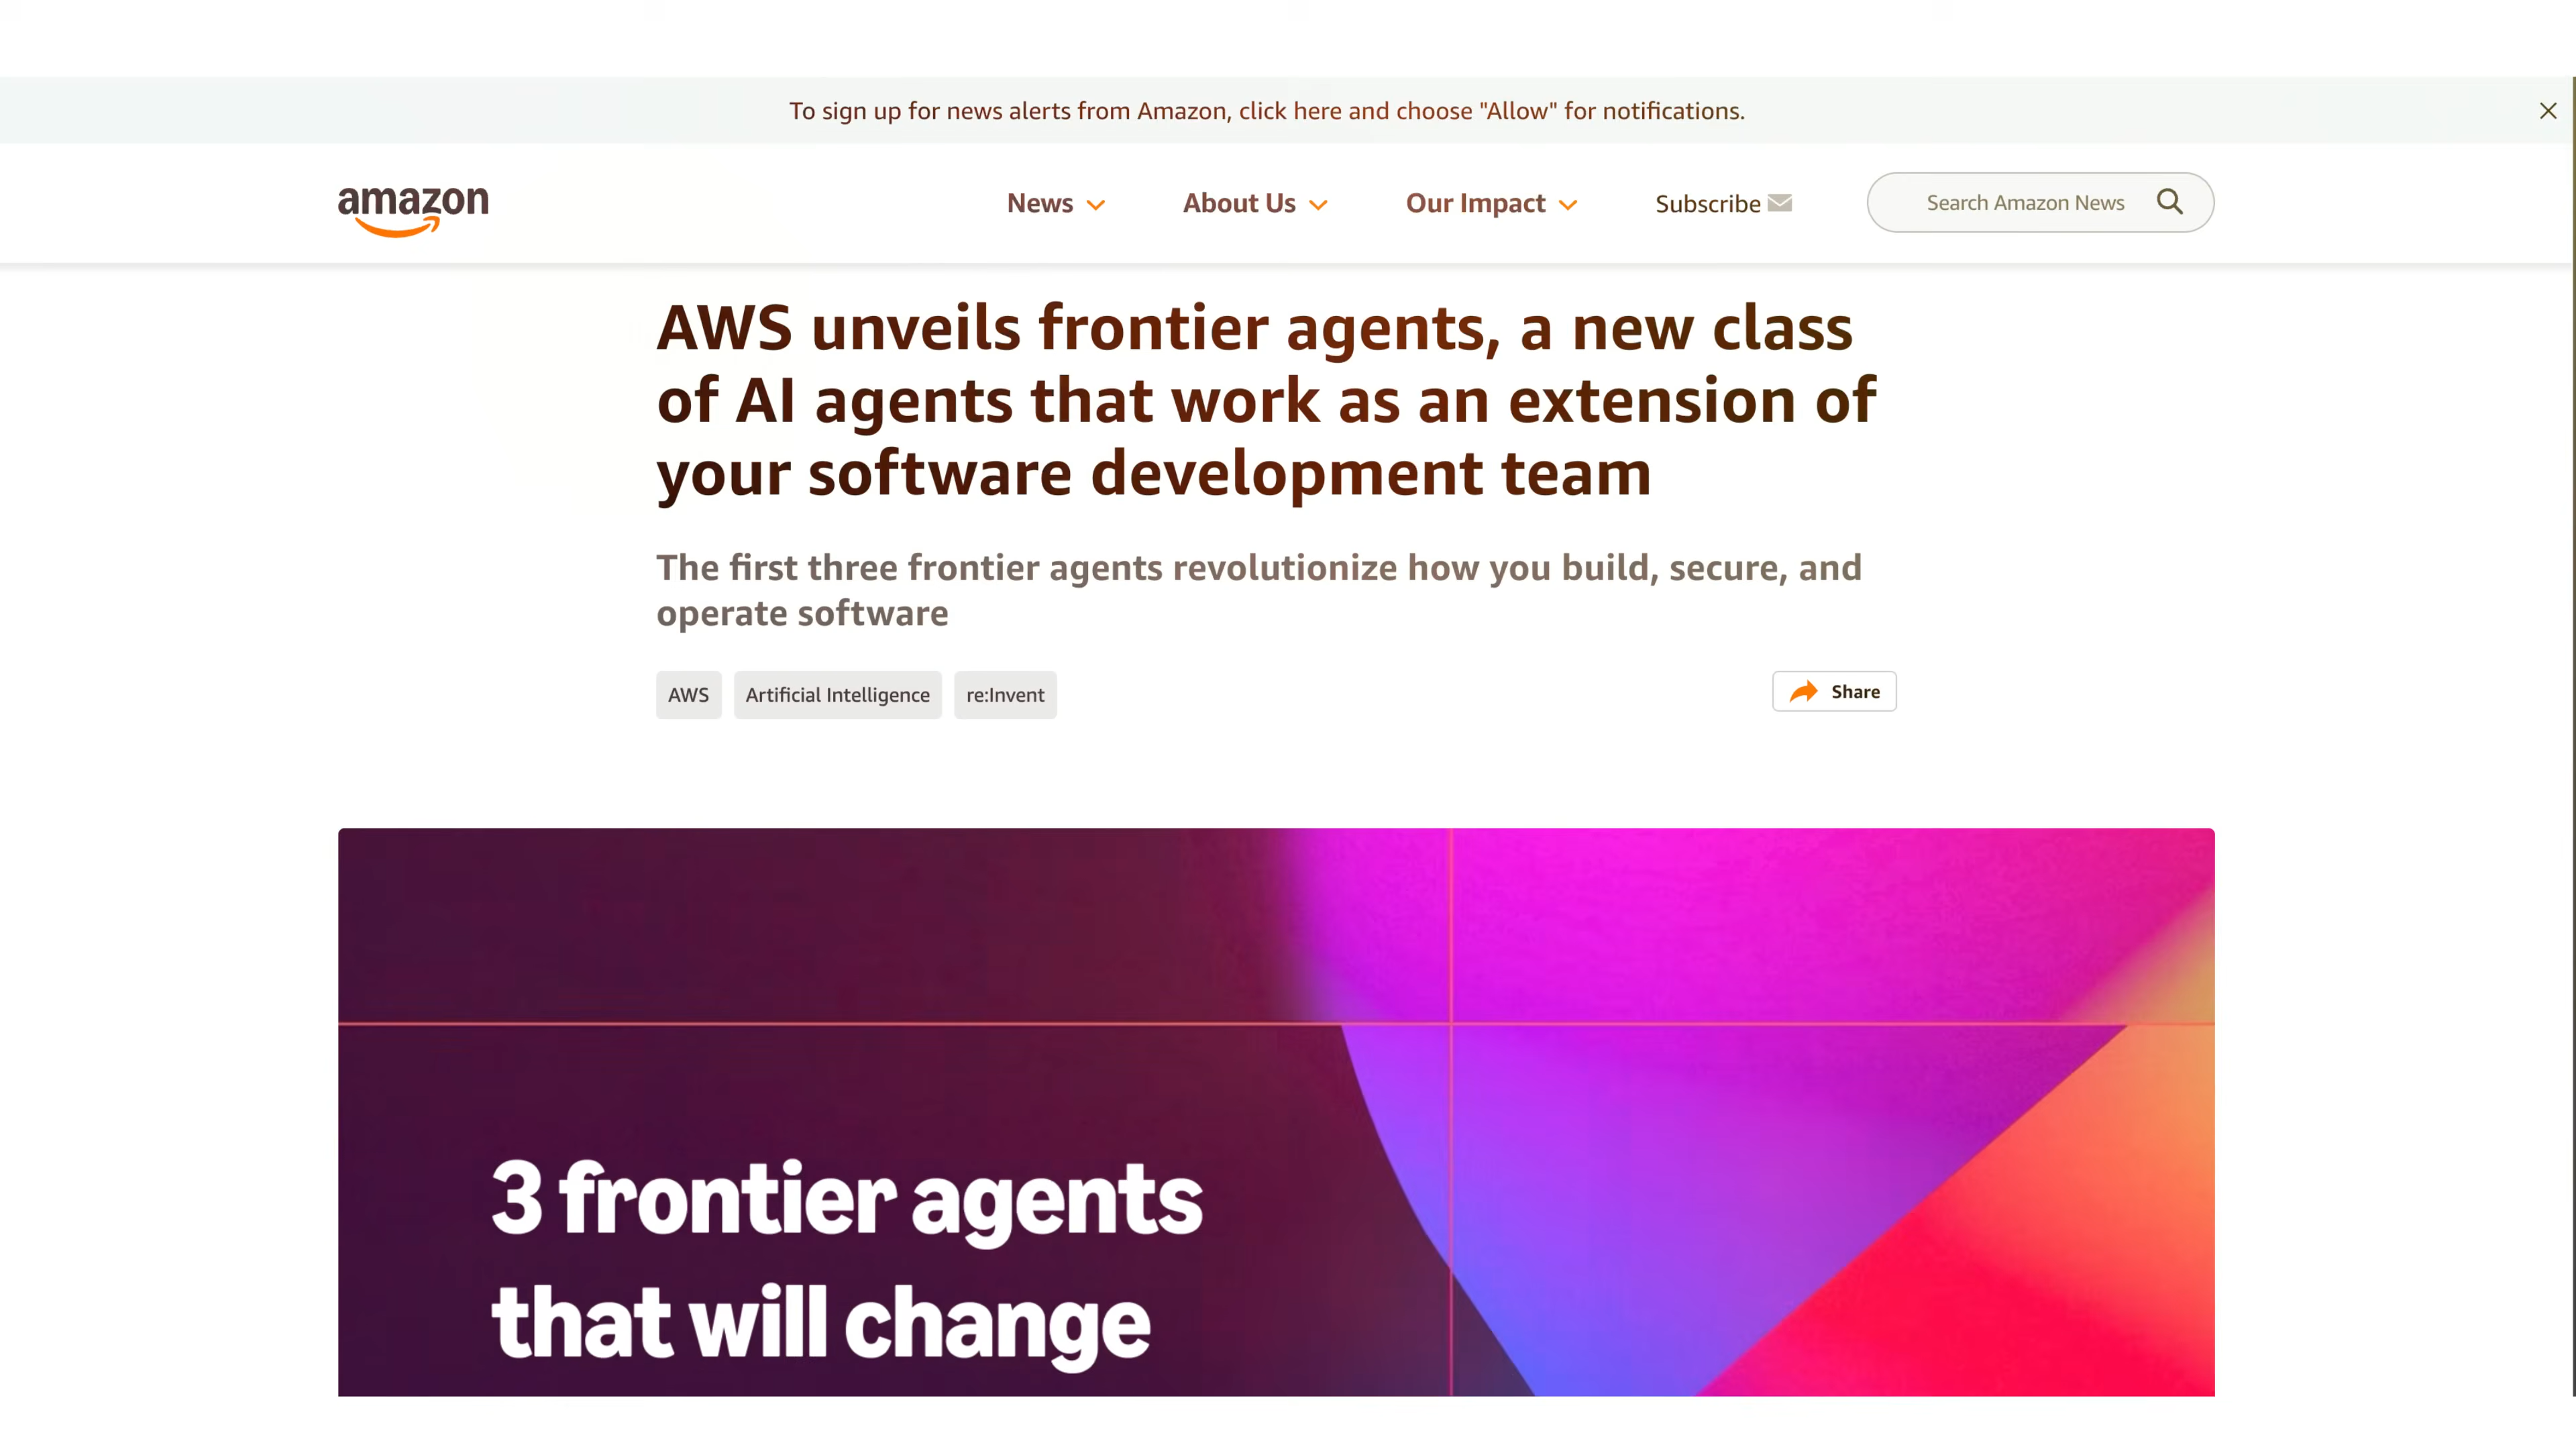 To sign up for news alerts from Amazon, click here and choose "Allow" for notifications.
amazon
News
About Us
Our Impact
Subscribe
Search Amazon News
AWS unveils frontier agents, a new class
of AI agents that work as an extension of
your software development team
The first three frontier agents revolutionize how you build, secure, and
operate software
AWS
Artificial Intelligence
re:Invent
Share
3 frontier agents
that will change